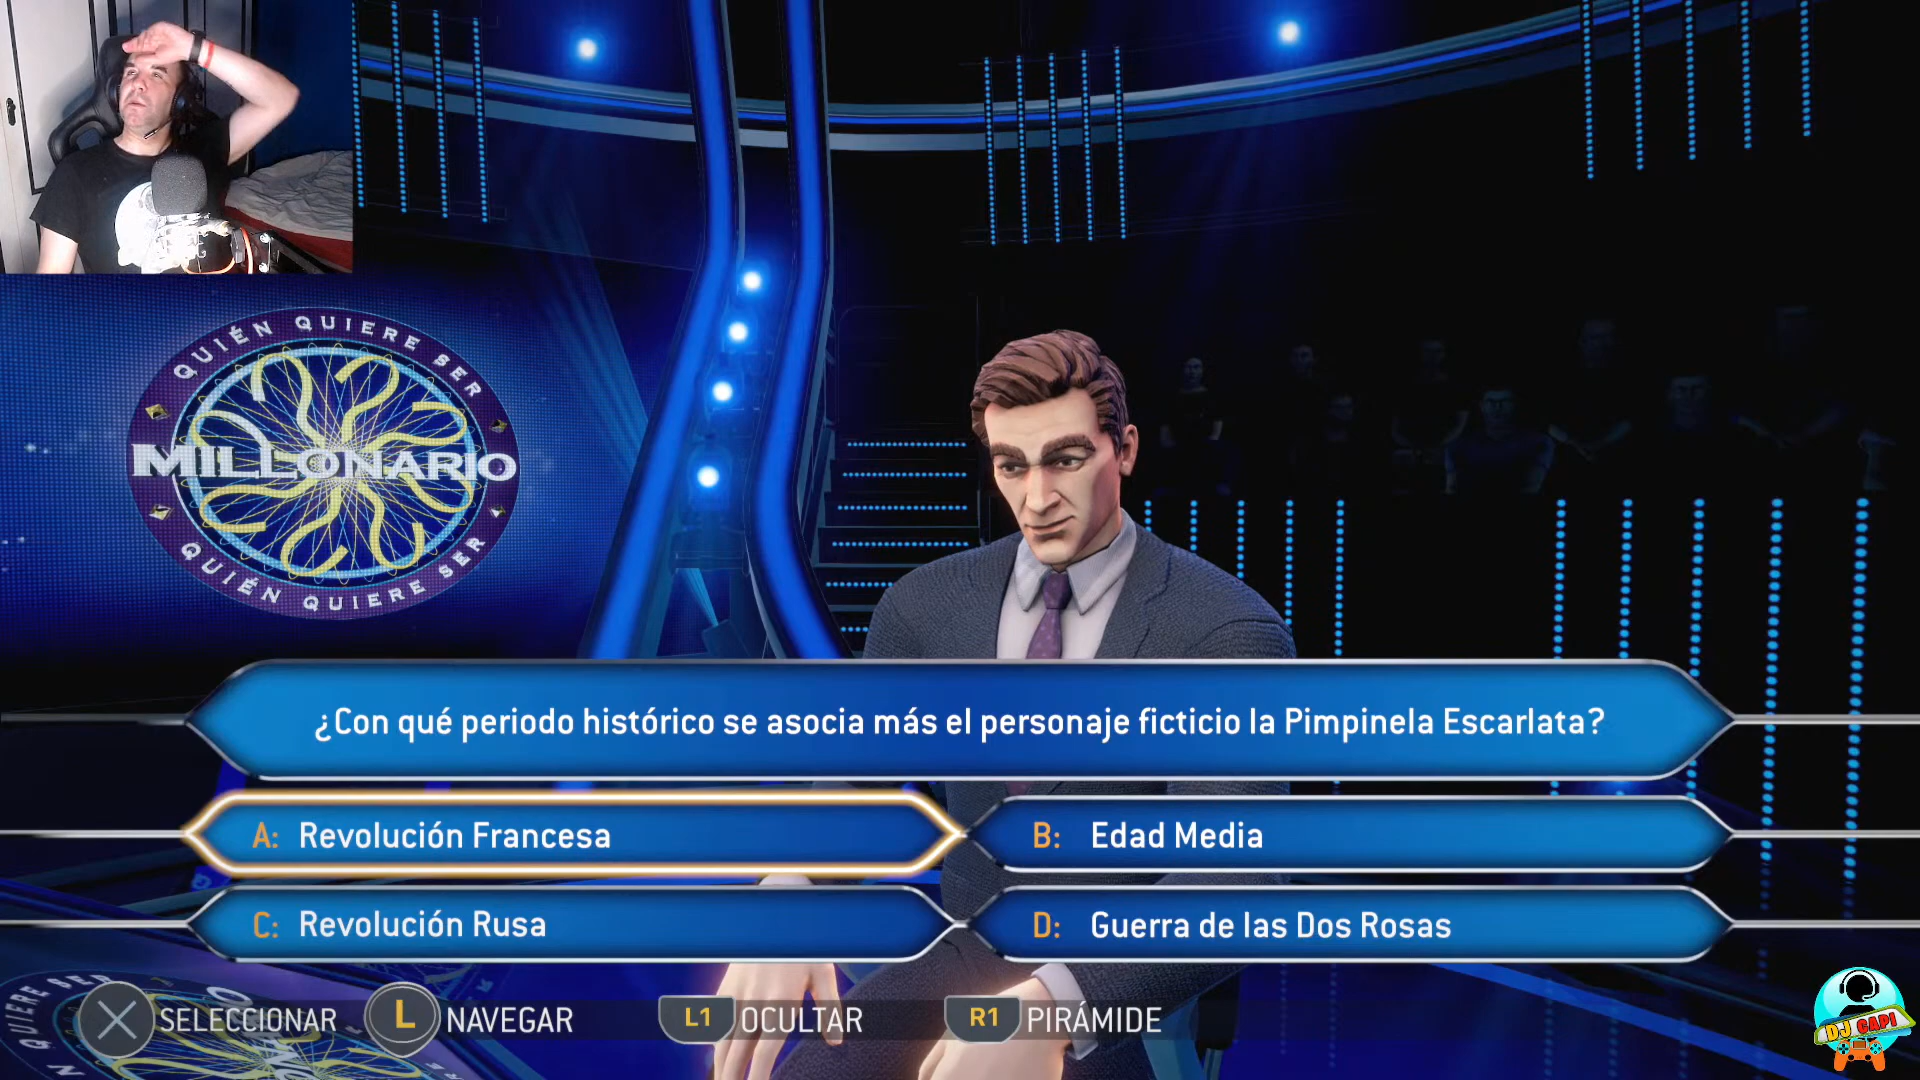 QUIÉN QUIERE SER
MILLONARIO
QUIÉN QUIERE SER
¿Con qué periodo histórico se asocia más el personaje ficticio la Pimpinela Escarlata?
A: Revolución Francesa
B: Edad Media
C: Revolución Rusa
D: Guerra de las Dos Rosas
QUIERE SER
L SELECCIONAR
L NAVEGAR
L1 OCULTAR
R1 PIRÁMIDE
DJ CAPI